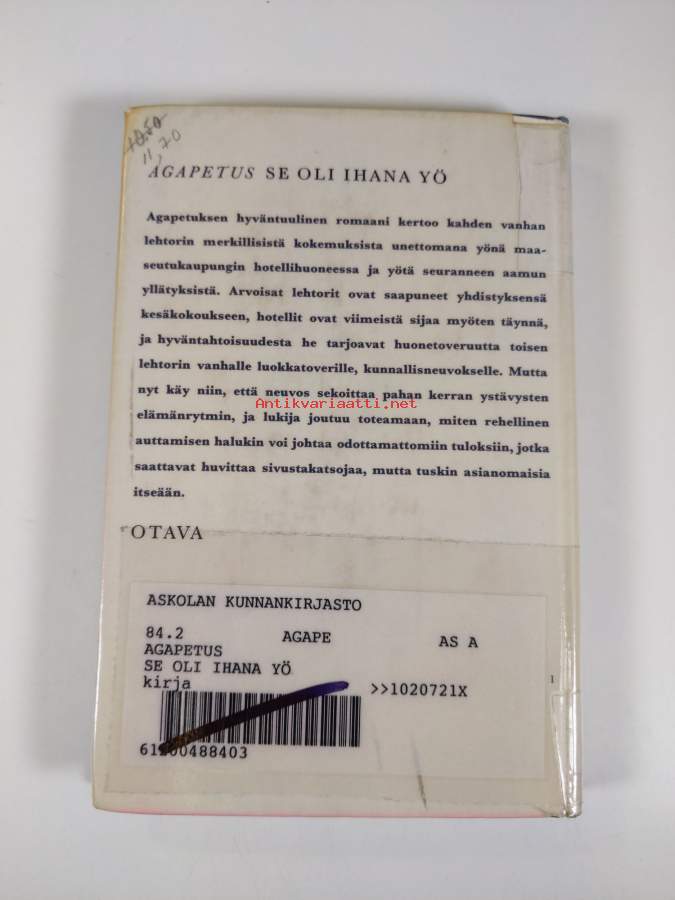 10.50
11,70
AGAPETUS SE OLI IHANA YÖ
Agapetuksen hyväntuulinen romaani kertoo kahden vanhan
lehtorin merkillisistä kokemuksista unettomana yönä maa-
seutukaupungin hotellihuoneessa ja yötä seuranneen aamun
yllätyksistä. Arvoisat lehtorit ovat saapuneet yhdistyksensä
kesäkokoukseen, hotellit ovat viimeistä sijaa myöten täynnä,
ja hyväntahtoisuudesta he tarjoavat huonetoveruutta toisen
lehtorin vanhalle luokkatoverille, kunnallisneuvokselle. Mutta
nyt käy niin, että neuvos sekoittaa pahan kerran ystävysten
Antikvariaatti.net
elämänrytmin, ja lukija joutuu toteamaan, miten rehellinen
auttamisen halukin voi johtaa odottamattomiin tuloksiin, jotka
saattavat huvittaa sivustakatsojaa, mutta tuskin asianomaisia
itseään.
OTAVA
ASKOLAN KUNNANKIRJASTO
84.2 AGAPE AS A
AGAPETUS
SE OLI IHANA YÖ
kirja >>1020721X
61200488403